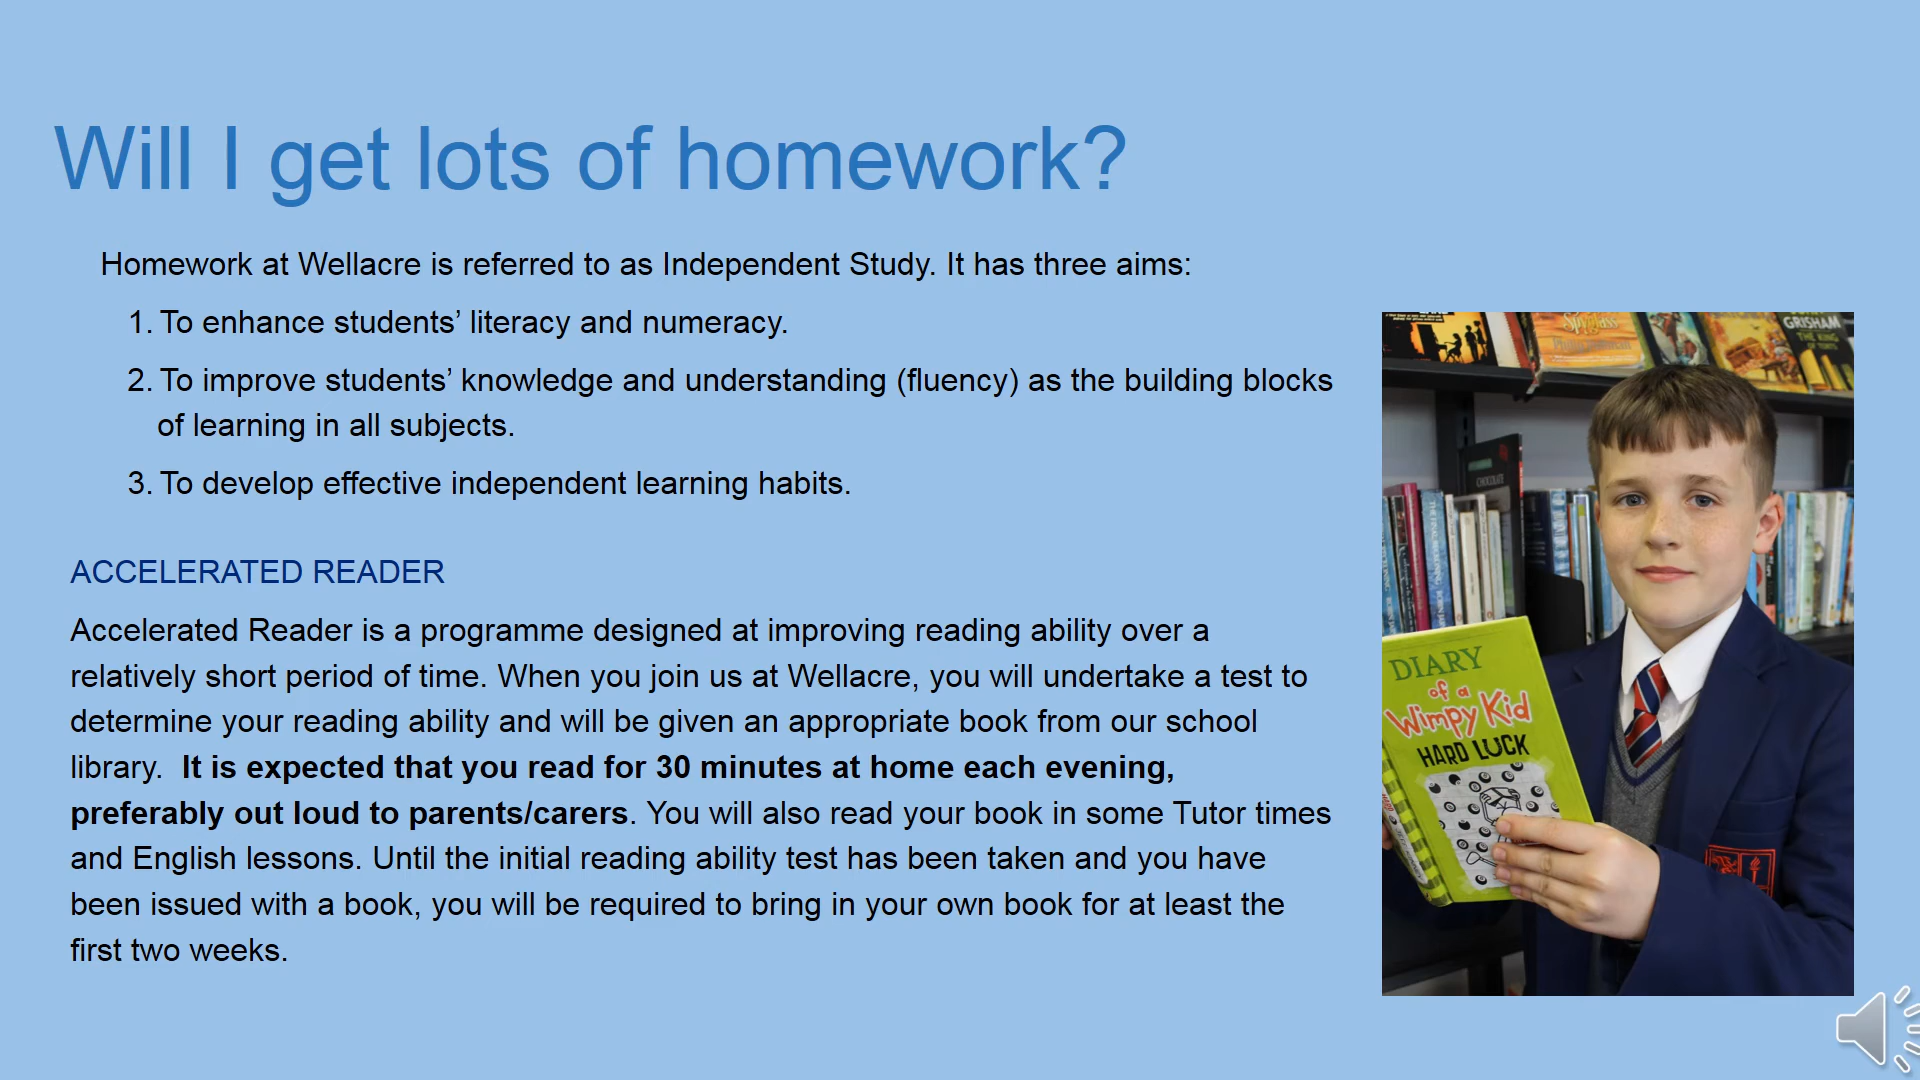 Will I get lots of homework?
Homework at Wellacre is referred to as Independent Study. It has three aims:
1. To enhance students’ literacy and numeracy.
2. To improve students’ knowledge and understanding (fluency) as the building blocks
of learning in all subjects.
3. To develop effective independent learning habits.
ACCELERATED READER
Accelerated Reader is a programme designed at improving reading ability over a
relatively short period of time. When you join us at Wellacre, you will undertake a test to
determine your reading ability and will be given an appropriate book from our school
library.  It is expected that you read for 30 minutes at home each evening,
preferably out loud to parents/carers. You will also read your book in some Tutor times
and English lessons. Until the initial reading ability test has been taken and you have
been issued with a book, you will be required to bring in your own book for at least the
first two weeks.
GRISHAM
DIARY
of a
Wimpy Kid
HARD LUCK